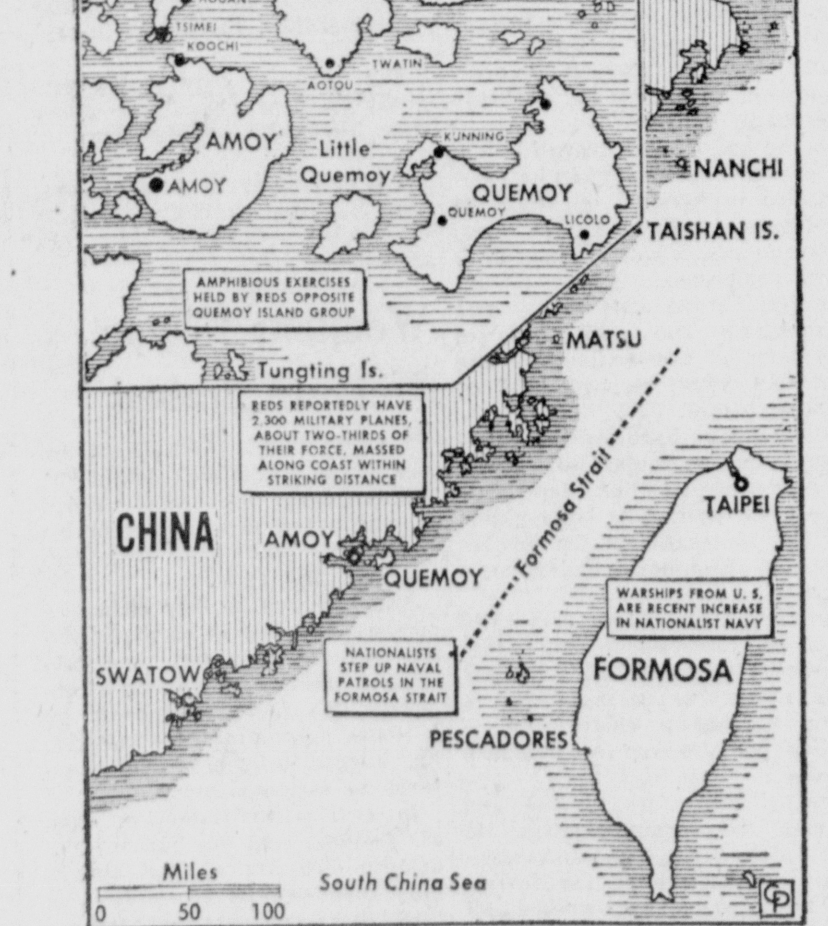 TSIMEI
KOOCHI
TWATIN
AOTOU
AMOY
AMOY
Little
Quemoy
KUNNING
QUEMOY
QUEMOY
LICOLO
NANCHI
TAISHAN IS.
AMPHIBIOUS EXERCISES
HELD BY REDS OPPOSITE
QUEMOY ISLAND GROUP
Tungting Is.
MATSU
REDS REPORTEDLY HAVE
2,300 MILITARY PLANES,
ABOUT TWO-THIRDS OF
THEIR FORCE, MASSED
ALONG COAST WITHIN
STRIKING DISTANCE
Formosa Strait
TAIPEI
CHINA
AMOY
QUEMOY
WARSHIPS FROM U. S.
ARE RECENT INCREASE
IN NATIONALIST NAVY
NATIONALISTS
STEP UP NAVAL
PATROLS IN THE
FORMOSA STRAIT
SWATOW
FORMOSA
PESCADORES
Miles
0 50 100
South China Sea
CP